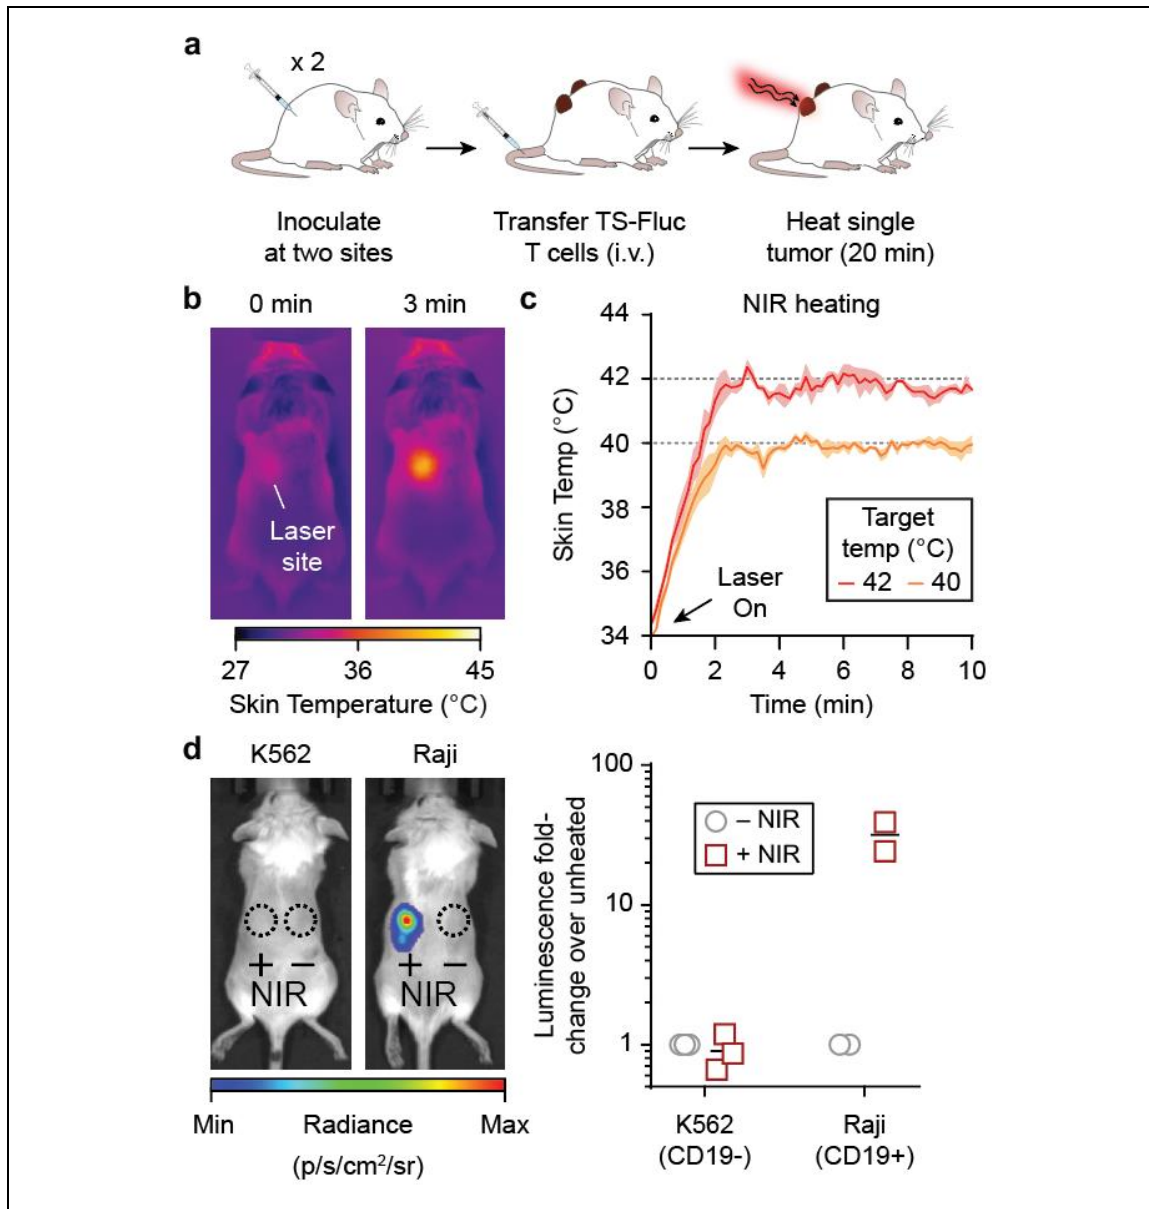 a
x 2
Inoculate
at two sites
Transfer TS-Fluc
T cells (i.v.)
Heat single
tumor (20 min)
b
0 min
3 min
Laser
site
27
36
45
Skin Temperature (°C)
c
NIR heating
44
42
40
38
36
34
Skin Temp (°C)
Target
temp (°C)
42
40
Laser
On
0
2
4
6
8
10
Time (min)
d
K562
Raji
+ −
NIR
+ −
NIR
Min
Radiance
Max
(p/s/cm²/sr)
Luminescence fold-
change over unheated
100
10
1
– NIR
+ NIR
K562
(CD19-)
Raji
(CD19+)